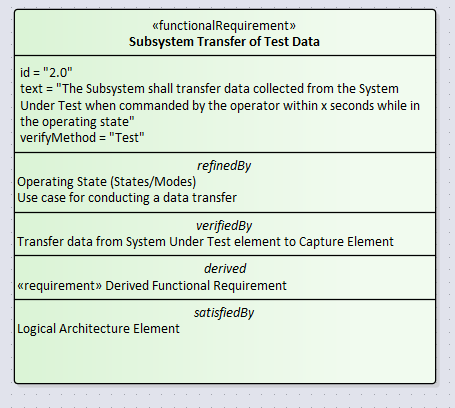 «functionalRequirement»
Subsystem Transfer of Test Data
id = "2.0"
text = "The Subsystem shall transfer data collected from the System
Under Test when commanded by the operator within x seconds while in
the operating state"
verifyMethod = "Test"
refinedBy
Operating State (States/Modes)
Use case for conducting a data transfer
verifiedBy
Transfer data from System Under Test element to Capture Element
derived
«requirement» Derived Functional Requirement
satisfiedBy
Logical Architecture Element